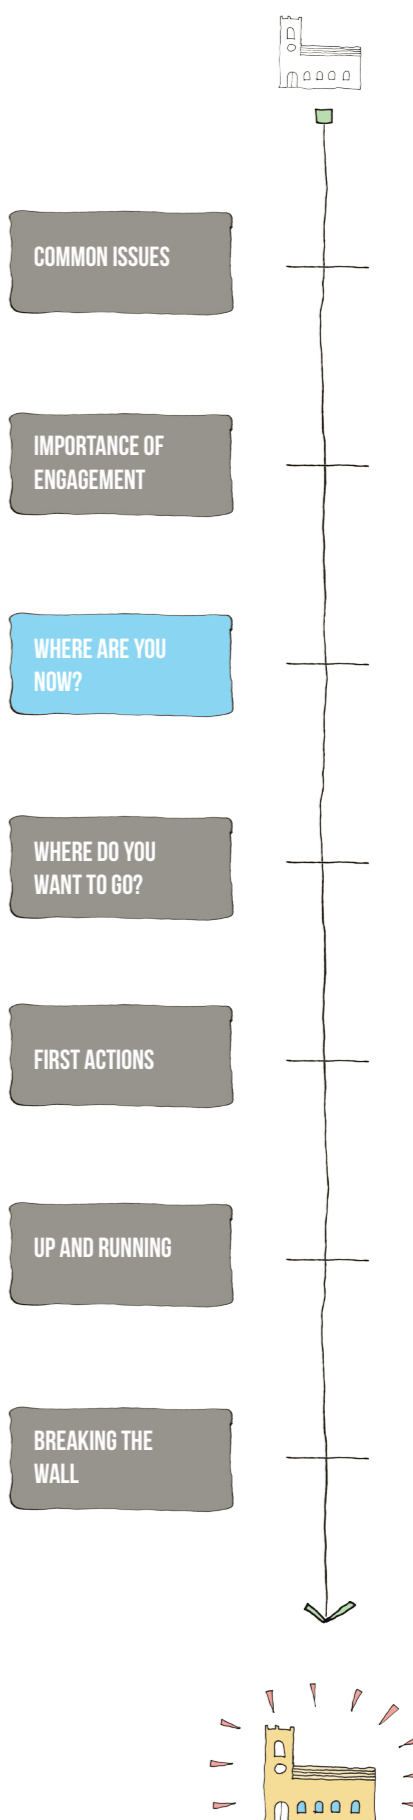 COMMON ISSUES
IMPORTANCE OF
ENGAGEMENT
WHERE ARE YOU
NOW?
WHERE DO YOU
WANT TO GO?
FIRST ACTIONS
UP AND RUNNING
BREAKING THE
WALL